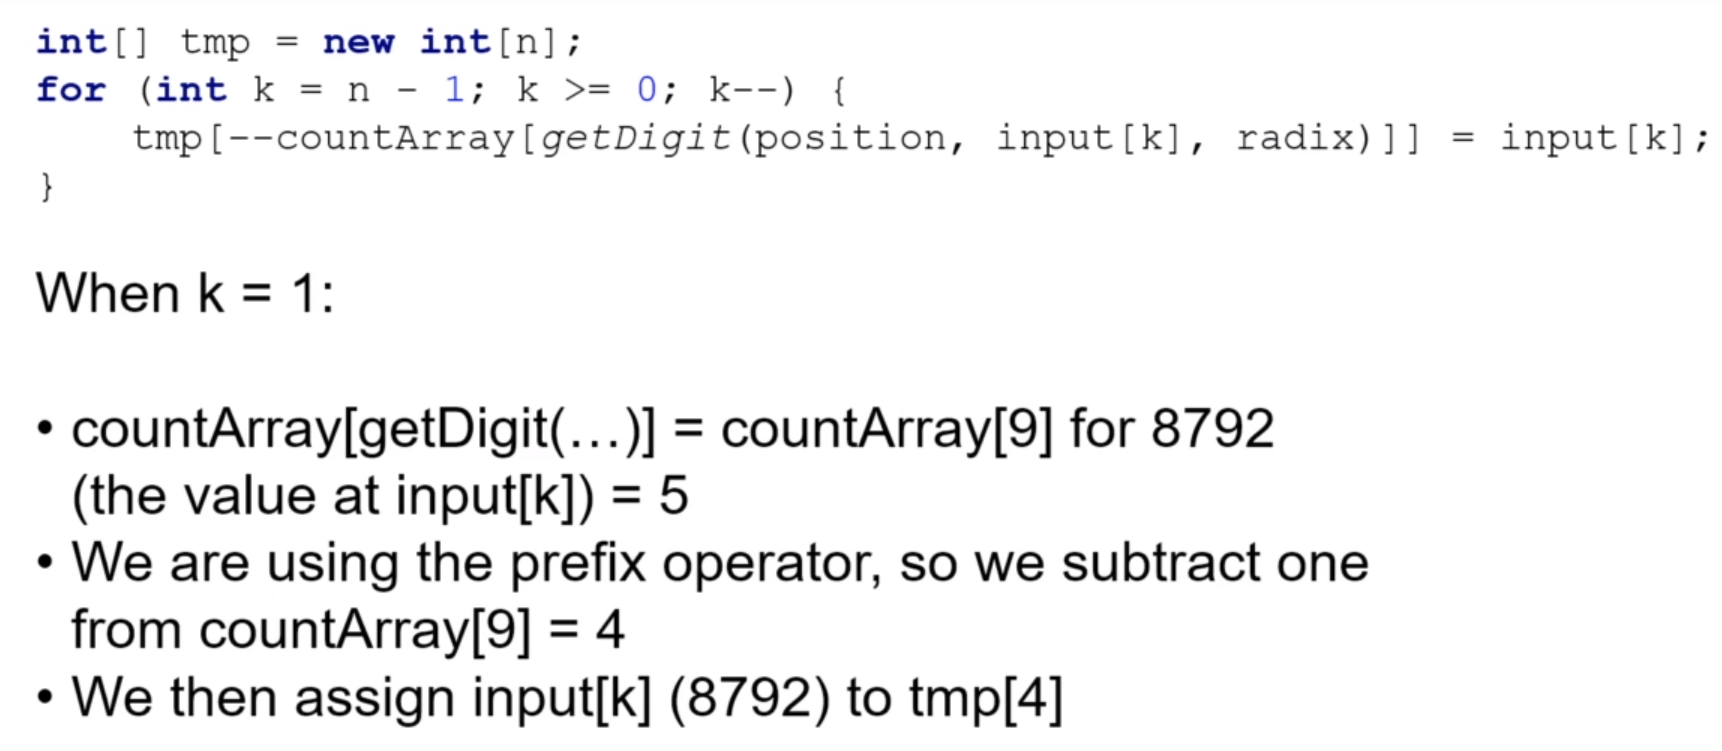 int[] tmp = new int[n];
for (int k = n - 1; k >= 0; k--) {
    tmp[--countArray[getDigit(position, input[k], radix)]] = input[k];
}
When k = 1:
• countArray[getDigit(...)] = countArray[9] for 8792
(the value at input[k]) = 5
• We are using the prefix operator, so we subtract one
from countArray[9] = 4
• We then assign input[k] (8792) to tmp[4]